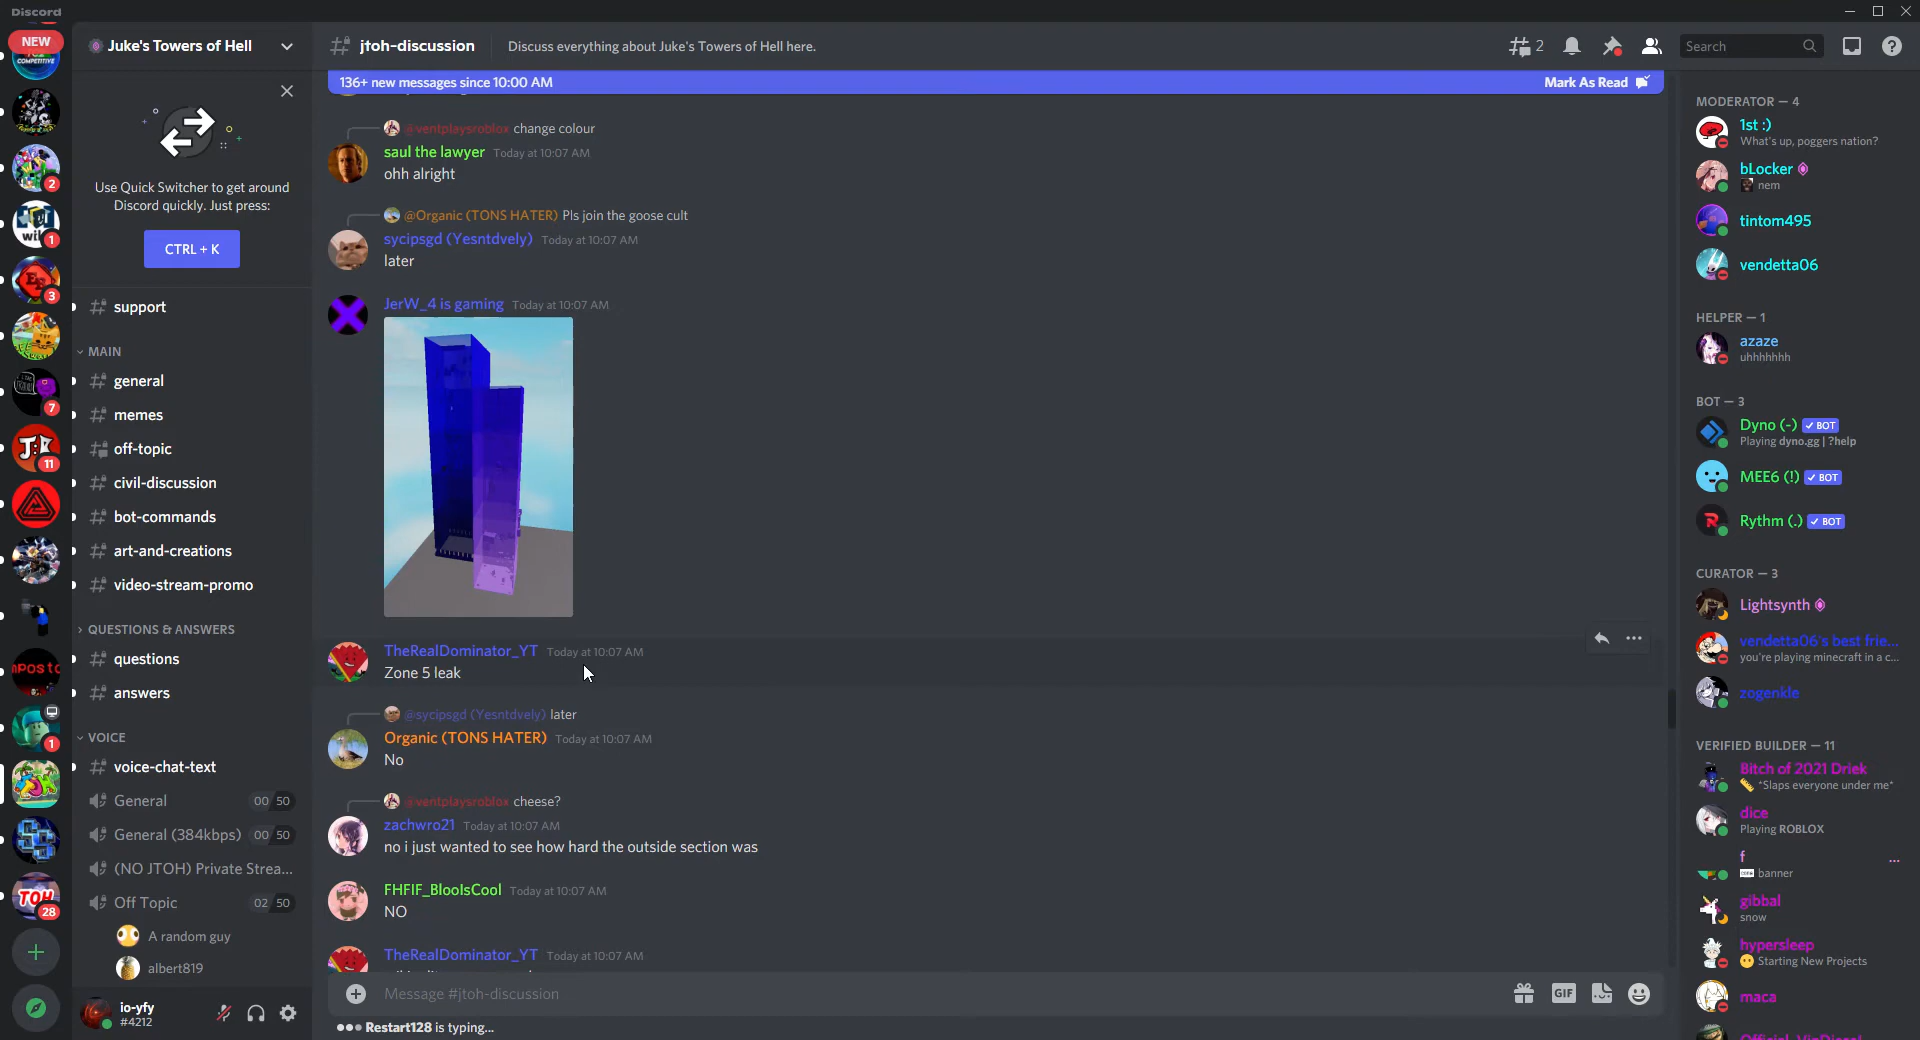 Discord
NEW
COMPETITIVE
2
wiki
1
3
7
11
1
TOH
28
Juke's Towers of Hell
Use Quick Switcher to get around
Discord quickly. Just press:
CTRL + K
support
MAIN
general
memes
off-topic
civil-discussion
bot-commands
art-and-creations
video-stream-promo
QUESTIONS & ANSWERS
questions
answers
VOICE
voice-chat-text
General 00 50
General (384kbps) 00 50
(NO JTOH) Private Strea...
Off Topic 02 50
A random guy
albert819
io-yfy
#4212
jtoh-discussion Discuss everything about Juke's Towers of Hell here.
2
Search
136+ new messages since 10:00 AM Mark As Read
@ventplaysroblox change colour
saul the lawyer Today at 10:07 AM
ohh alright
@Organic (TONS HATER) Pls join the goose cult
sycipsgd (Yesntdvely) Today at 10:07 AM
later
JerW_4 is gaming Today at 10:07 AM
TheRealDominator_YT Today at 10:07 AM
Zone 5 leak
@sycipsgd (Yesntdvely) later
Organic (TONS HATER) Today at 10:07 AM
No
@ventplaysroblox cheese?
zachwro21 Today at 10:07 AM
no i just wanted to see how hard the outside section was
FHFIF_BloolsCool Today at 10:07 AM
NO
TheRealDominator_YT Today at 10:07 AM
Message #jtoh-discussion
GIF
Restart128 is typing...
MODERATOR — 4
1st :)
What's up, poggers nation?
bLocker
nem
tintom495
vendetta06
HELPER — 1
azaze
uhhhhhhh
BOT — 3
Dyno (-) BOT
Playing dyno.gg | ?help
MEE6 (!) BOT
Rythm (.) BOT
CURATOR — 3
Lightsynth
vendetta06's best frie...
you're playing minecraft in a c...
zogenkle
VERIFIED BUILDER — 11
Bitch of 2021 Driek
*Slaps everyone under me*
dice
Playing ROBLOX
f ...
banner
gibbal
snow
hypersleep
Starting New Projects
maca